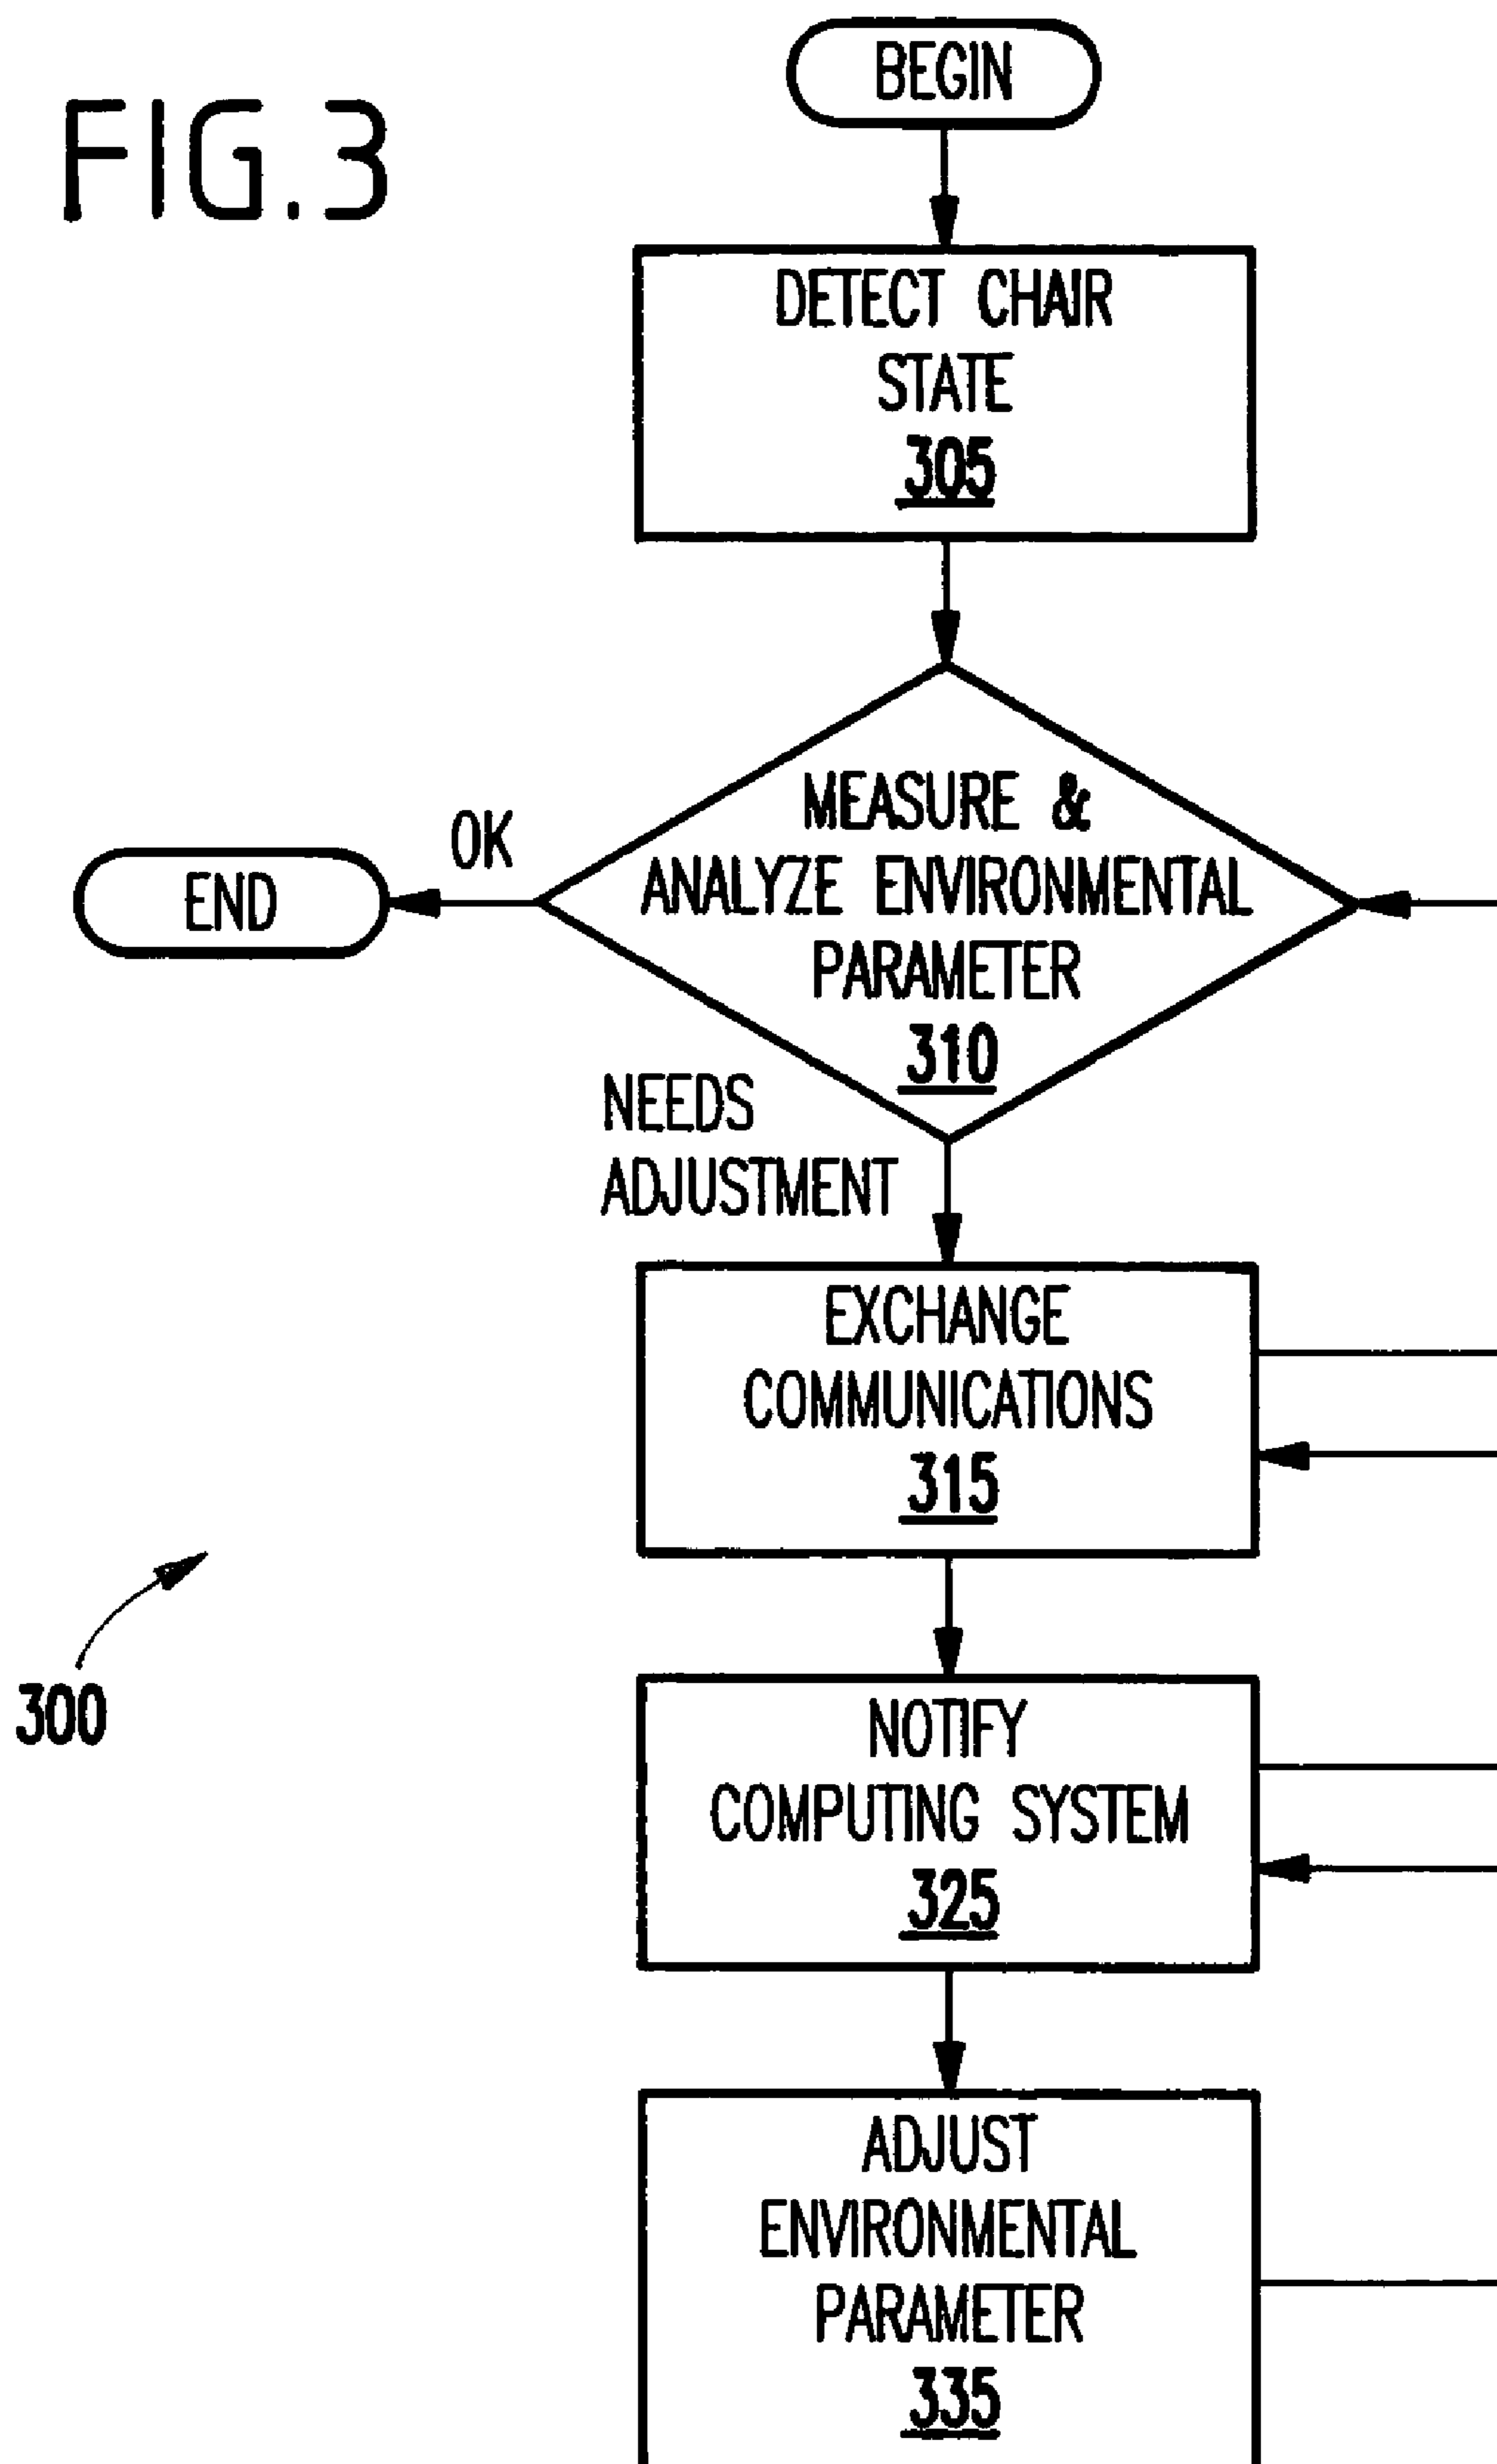 FIG.3
BEGIN
DETECT CHAIR
STATE
305
MEASURE &
ANALYZE ENVIRONMENTAL
PARAMETER
310
OK
END
NEEDS
ADJUSTMENT
EXCHANGE
COMMUNICATIONS
315
300
NOTIFY
COMPUTING SYSTEM
325
ADJUST
ENVIRONMENTAL
PARAMETER
335